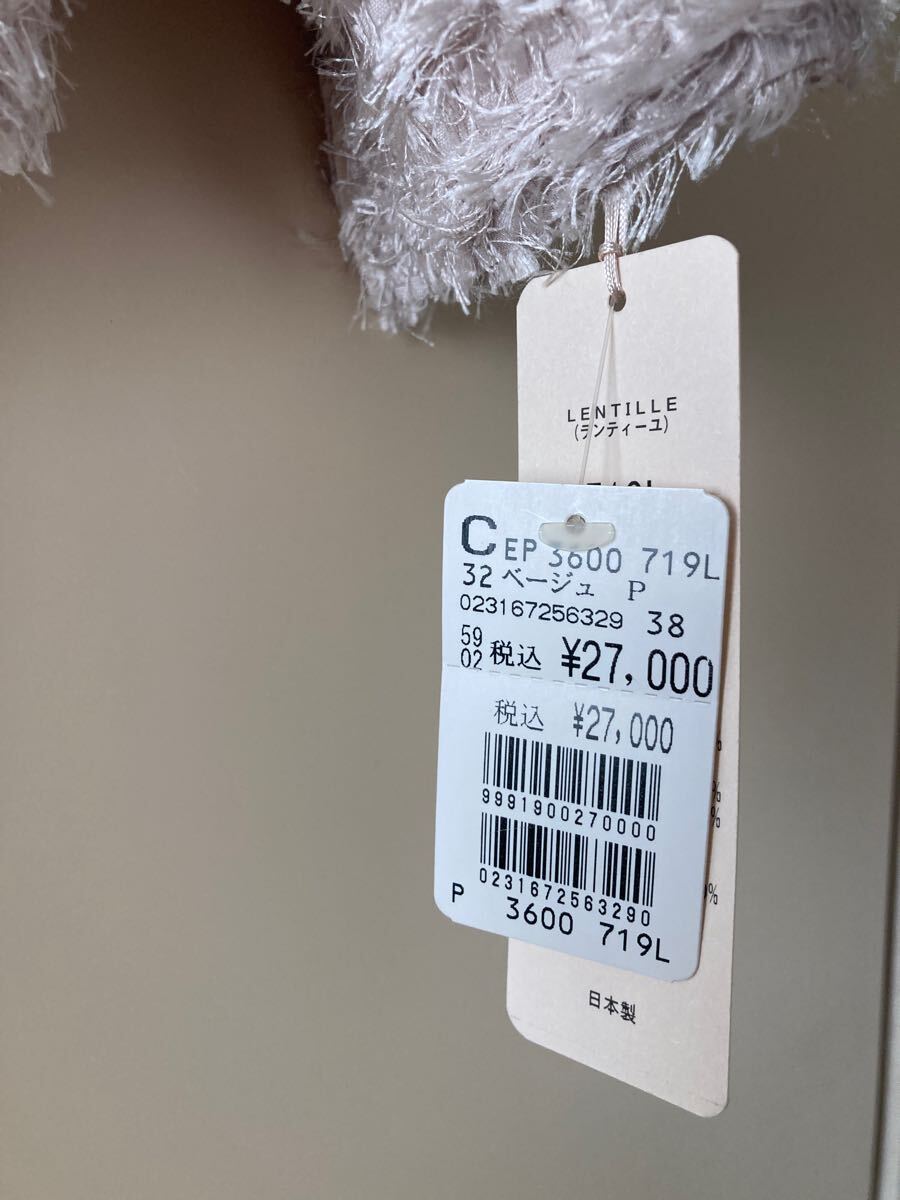 LENTILLE
(ランティーユ)
C EP 3600 719L
32 ベージュ P
023167256329 38
59
02 税込 ¥27,000
税込 ¥27,000
9991900270000
0231672563290
P 3600 719L
%
%
%
%
日本製